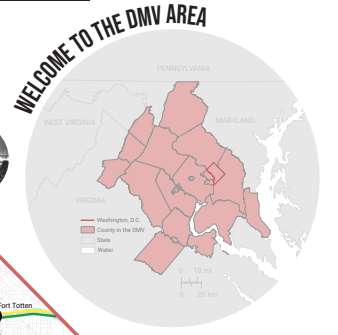 WELCOME TO THE DMV AREA
PENNSYLVANIA
WEST VIRGINIA
MARYLAND
VIRGINIA
Washington, D.C.
County in the DMV
State
Water
0 10 mi
0 20 km
Fort Totten